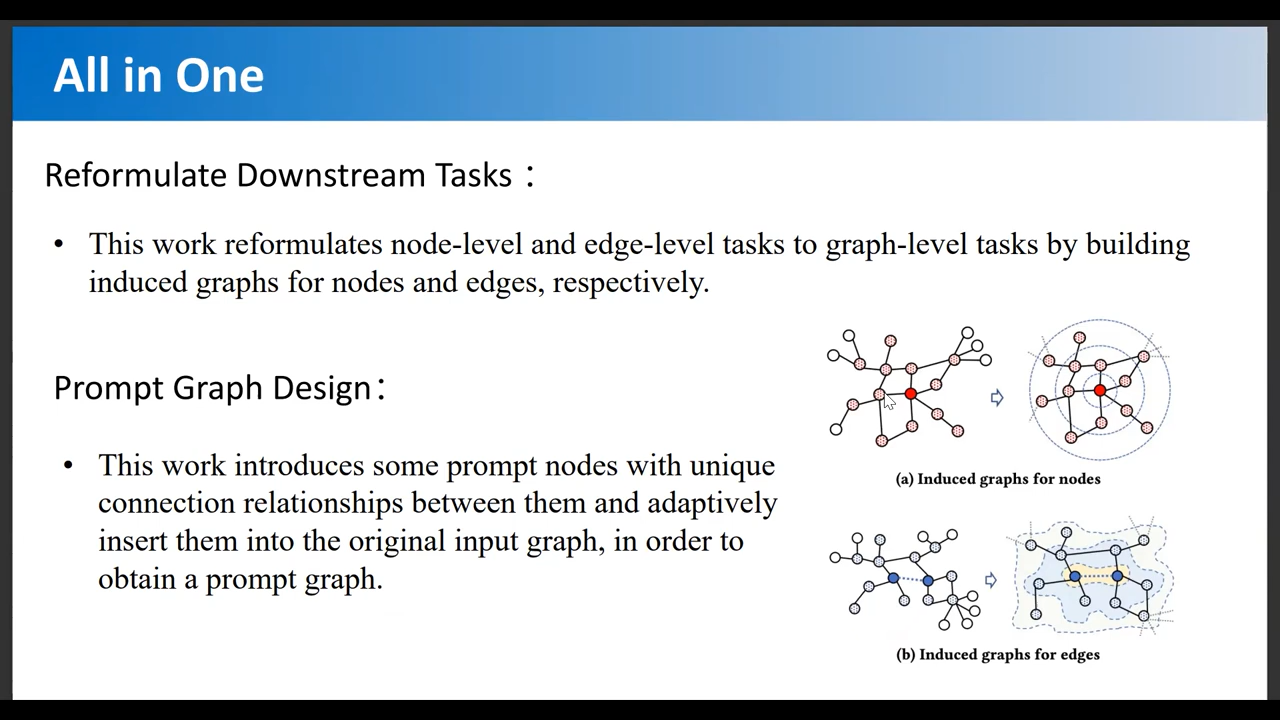 All in One
Reformulate Downstream Tasks：
• This work reformulates node-level and edge-level tasks to graph-level tasks by building
induced graphs for nodes and edges, respectively.
Prompt Graph Design：
• This work introduces some prompt nodes with unique
connection relationships between them and adaptively
insert them into the original input graph, in order to
obtain a prompt graph.
(a) Induced graphs for nodes
(b) Induced graphs for edges